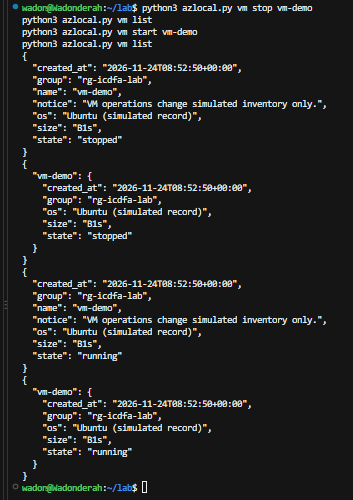 wadon@Wadonderah:~/lab$ python3 azlocal.py vm stop vm-demo
python3 azlocal.py vm list
python3 azlocal.py vm start vm-demo
python3 azlocal.py vm list
{
  "created_at": "2026-11-24T08:52:50+00:00",
  "group": "rg-icdfa-lab",
  "name": "vm-demo",
  "notice": "VM operations change simulated inventory only.",
  "os": "Ubuntu (simulated record)",
  "size": "B1s",
  "state": "stopped"
}
{
  "vm-demo": {
    "created_at": "2026-11-24T08:52:50+00:00",
    "group": "rg-icdfa-lab",
    "os": "Ubuntu (simulated record)",
    "size": "B1s",
    "state": "stopped"
  }
}
{
  "created_at": "2026-11-24T08:52:50+00:00",
  "group": "rg-icdfa-lab",
  "name": "vm-demo",
  "notice": "VM operations change simulated inventory only.",
  "os": "Ubuntu (simulated record)",
  "size": "B1s",
  "state": "running"
}
{
  "vm-demo": {
    "created_at": "2026-11-24T08:52:50+00:00",
    "group": "rg-icdfa-lab",
    "os": "Ubuntu (simulated record)",
    "size": "B1s",
    "state": "running"
  }
}
wadon@Wadonderah:~/lab$